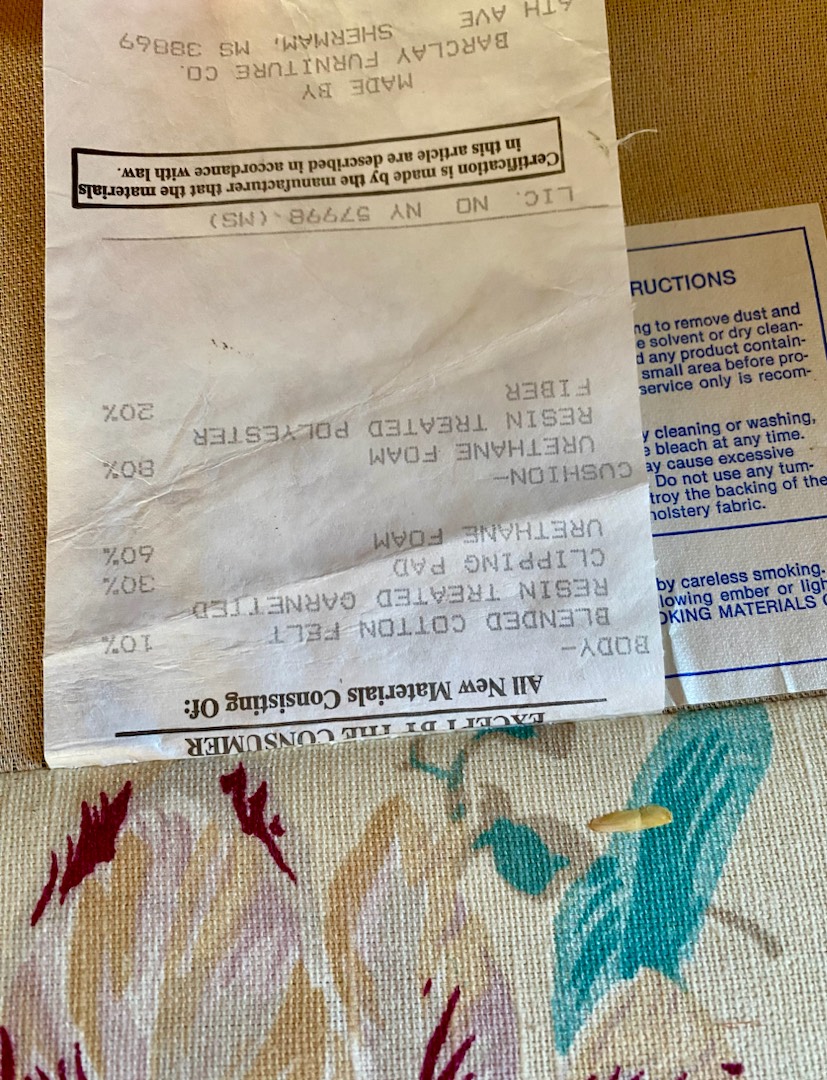 EXCEPT BY THE CONSUMER
All New Materials Consisting Of:
BODY-
BLENDED COTTON FELT 10%
RESIN TREATED GARNETTED
CLIPPING PAD 30%
URETHANE FOAM 60%
CUSHION-
URETHANE FOAM 80%
RESIN TREATED POLYESTER
FIBER 20%
LIC. NO NY 57998(MS)
Certification is made by the manufacturer that the materials
in this article are described in accordance with law.
MADE BY
BARCLAY FURNITURE CO.
6TH AVE SHERMAM, MS 38869
RUCTIONS
ng to remove dust and
e solvent or dry clean-
d any product contain-
small area before pro-
service only is recom-
y cleaning or washing,
e bleach at any time.
ay cause excessive
Do not use any tum-
troy the backing of the
holstery fabric.
by careless smoking.
lowing ember or ligh
OKING MATERIALS